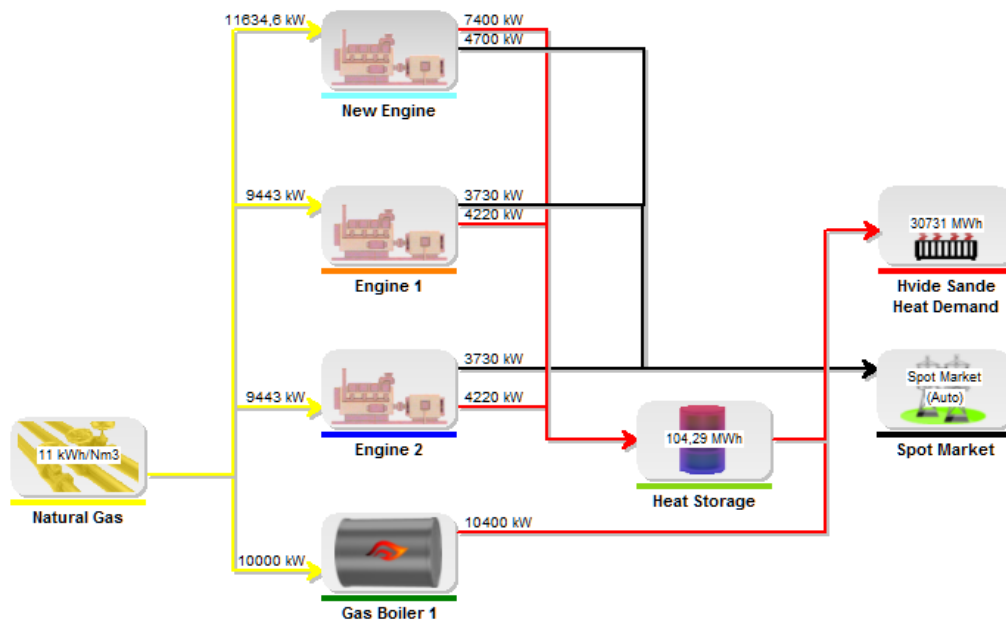 11634,6 kW
7400 kW
4700 kW
New Engine
9443 kW
3730 kW
4220 kW
Engine 1
30731 MWh
Hvide Sande
Heat Demand
3730 kW
9443 kW
4220 kW
Engine 2
Spot Market
(Auto)
Spot Market
11 kWh/Nm3
Natural Gas
104,29 MWh
Heat Storage
10000 kW
10400 kW
Gas Boiler 1